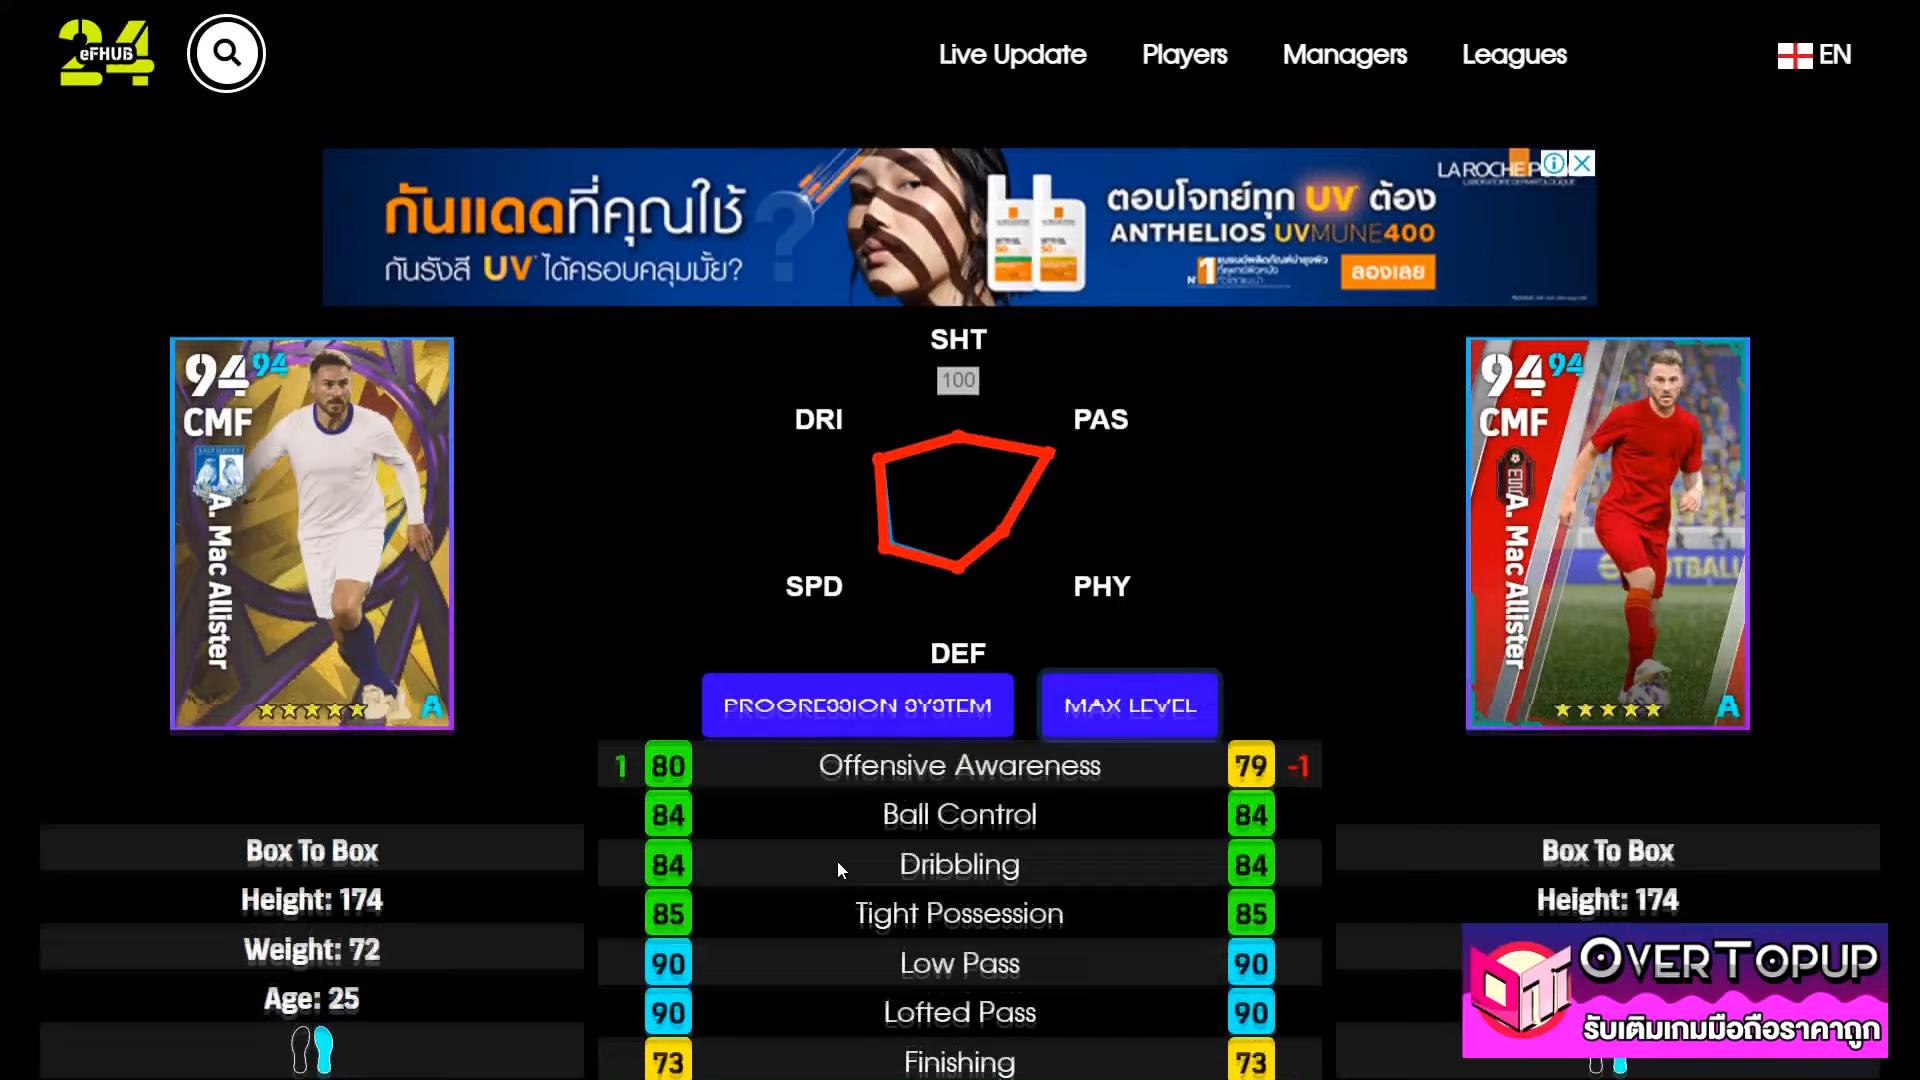 24
eFHUB
Live Update
Players
Managers
Leagues
EN
กันแดดที่คุณใช้
กันรังสี UV ได้ครอบคลุมมั้ย?
?
ตอบโจทย์ทุก UV ต้อง
ANTHELIOS UVMUNE400
N°1
ลองเลย
LA ROCHE P
SHT
100
DRI
PAS
SPD
PHY
DEF
94 94
CMF
A. Mac Allister
A
94 94
CMF
A. Mac Allister
A
PROGRESSION SYSTEM
MAX LEVEL
1 80 Offensive Awareness 79 -1
84 Ball Control 84
84 Dribbling 84
85 Tight Possession 85
90 Low Pass 90
90 Lofted Pass 90
73 Finishing 73
Box To Box
Height: 174
Weight: 72
Age: 25
Box To Box
Height: 174
OVERTOPUP
รับเติมเกมมือถือราคาถูก